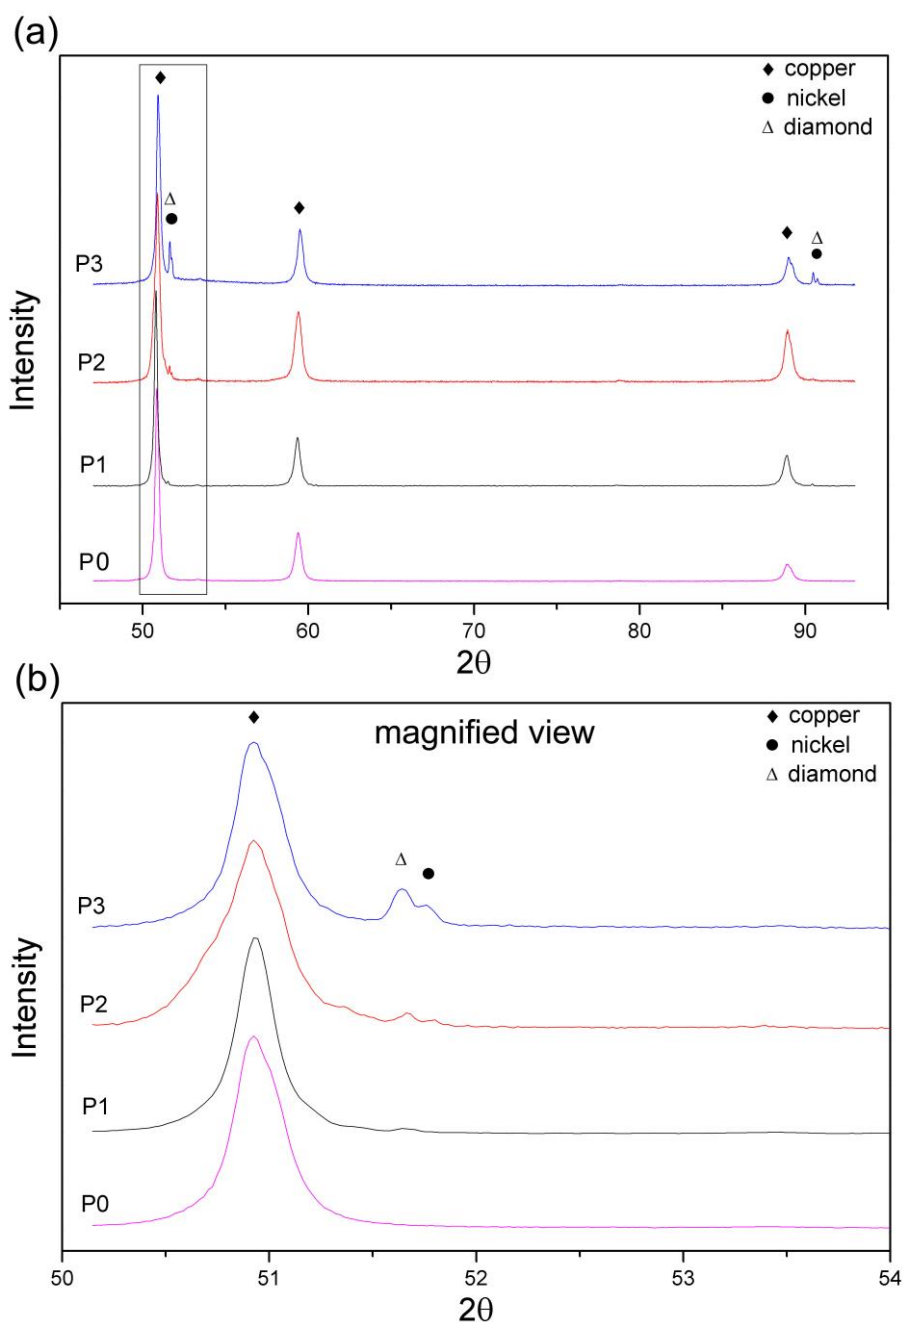 (a)
◆ copper
● nickel
Δ diamond
Δ
Δ
P3
P2
P1
P0
Intensity
50 60 70 80 90
2θ
(b)
magnified view
◆ copper
● nickel
Δ diamond
Δ
P3
P2
P1
P0
Intensity
50 51 52 53 54
2θ